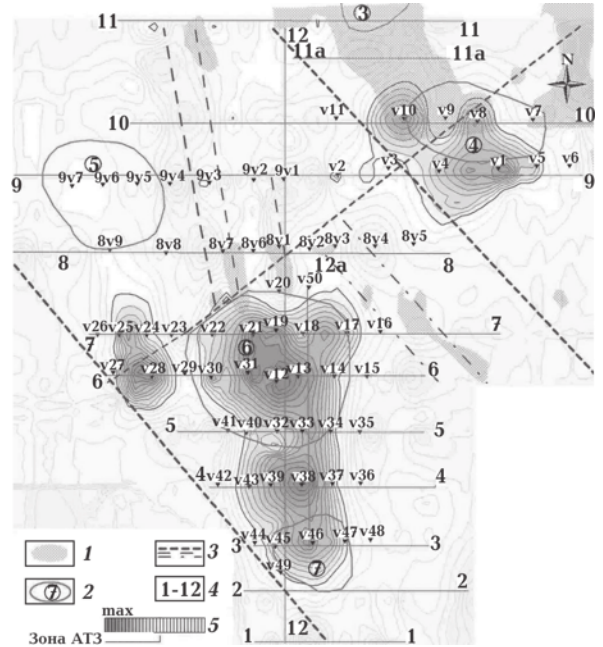 11 12 3 11
11a 11a
N
10 v11 v10 v9 v8 v7 10
4
5 v2 v3 v4 v1 v5 v6
9 9v7 9v6 9v5 9v4 9v3 9v2 9v1 9
8v9 8v8 8v7 8v6 8v1 8v2 8v3 8v4 8v5
8 12a 8
v20 v50
v26 v25 v24 v23 v22 v21 v19 v18 v17 v16 7
7 6
v27 v28 v29 v30 v31 v12 v13 v14 v15 6
6
v41 v40 v32 v33 v34 v35
5 5
4 v42 v43 v39 v38 v37 v36 4
3 v44 v45 v46 v47 v48 3
v49 7
2 2
1 3
7 2 1-12 4
max
5
Зона АТЗ
1 12 1